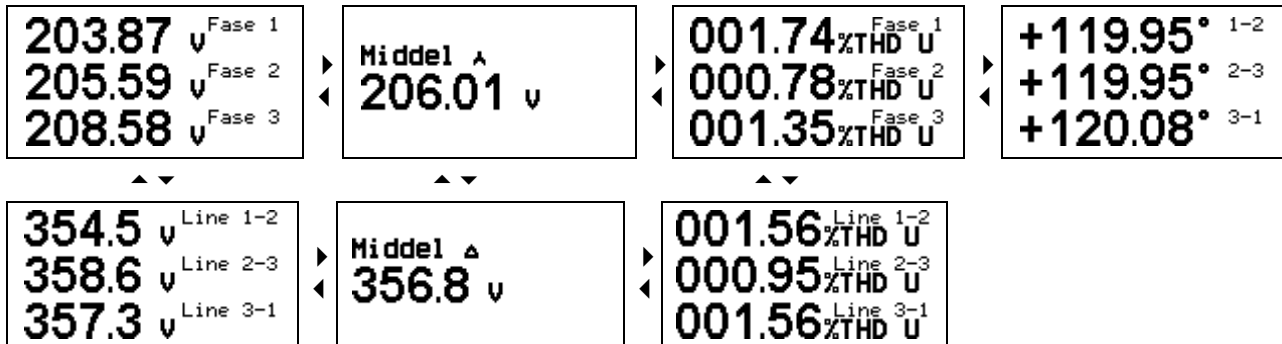 203.87 V Fase 1
205.59 V Fase 2
208.58 V Fase 3
Middel
206.01 V
001.74 %THD U Fase 1
000.78 %THD U Fase 2
001.35 %THD U Fase 3
+119.95° 1-2
+119.95° 2-3
+120.08° 3-1
354.5 V Line 1-2
358.6 V Line 2-3
357.3 V Line 3-1
Middel Δ
356.8 V
001.56 %THD U Line 1-2
000.95 %THD U Line 2-3
001.56 %THD U Line 3-1